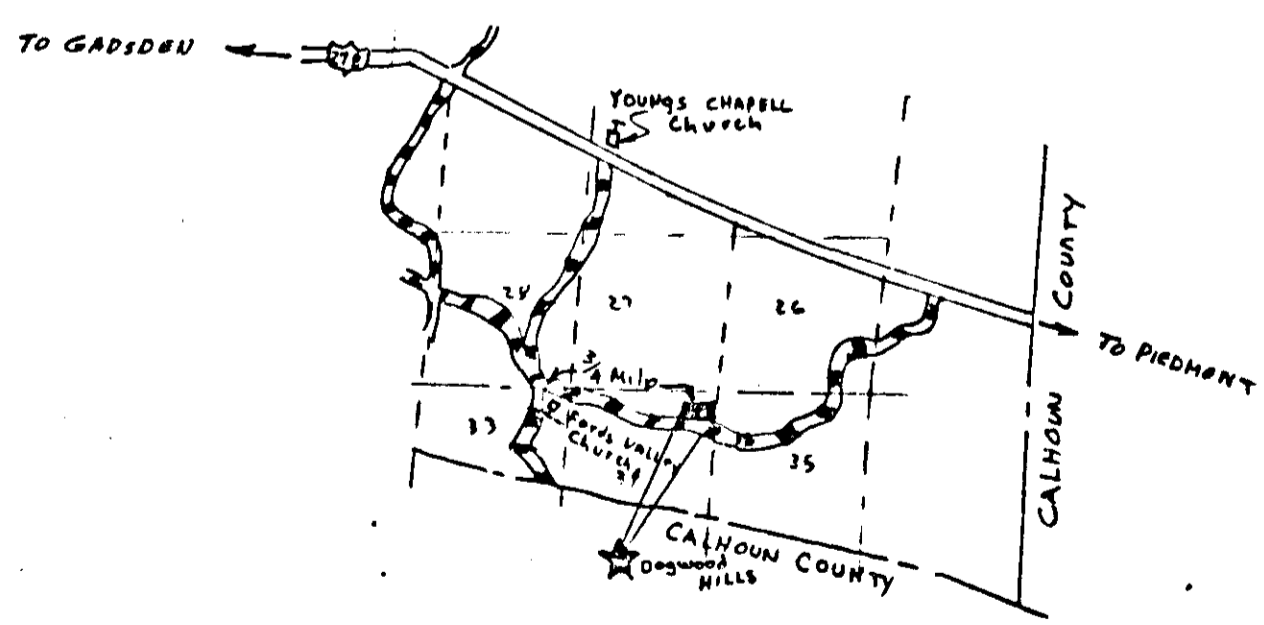 TO GADSDEN
278
YOUNGS CHAPELL
Church
COUNTY
CALHOUN
28
27
26
TO PIEDMONT
3/4 Mile
33
Fords Valley
Church
34
35
CALHOUN COUNTY
Dogwood
HILLS